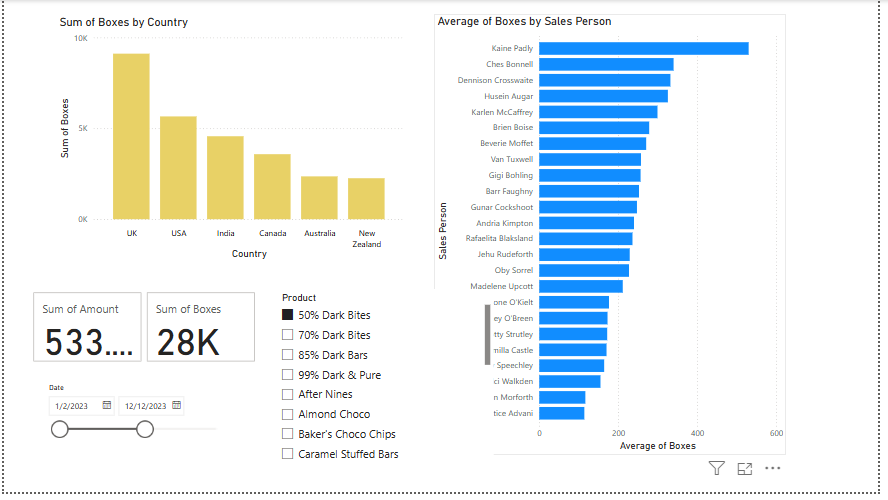 Sum of Boxes by Country
10K
5K
0K
Sum of Boxes
UK
USA
India
Canada
Australia
New
Zealand
Country
Average of Boxes by Sales Person
Sales Person
Kaine Padly
Ches Bonnell
Dennison Crosswaite
Husein Augar
Karlen McCaffrey
Brien Boise
Beverie Moffet
Van Tuxwell
Gigi Bohling
Barr Faughny
Gunar Cockshoot
Andria Kimpton
Rafaelita Blaksland
Jehu Rudeforth
Oby Sorrel
Madelene Upcott
one O'Kielt
ey O'Breen
tty Strutley
milla Castle
Speechley
ci Walkden
n Morforth
tice Advani
0
200
400
600
Average of Boxes
Sum of Amount
533....
Sum of Boxes
28K
Date
1/2/2023
12/12/2023
Product
50% Dark Bites
70% Dark Bites
85% Dark Bars
99% Dark & Pure
After Nines
Almond Choco
Baker's Choco Chips
Caramel Stuffed Bars